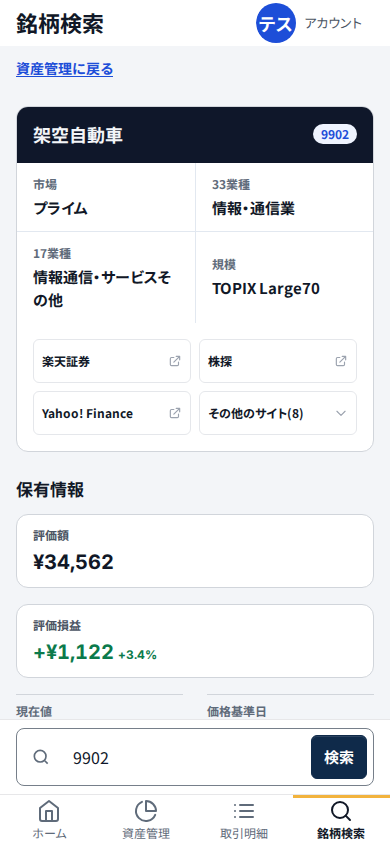 銘柄検索
テス アカウント
資産管理に戻る
架空自動車 9902
市場 33業種
プライム 情報・通信業
17業種 規模
情報通信・サービスそ
の他
TOPIX Large70
楽天証券 株探
Yahoo! Finance その他のサイト(8)
保有情報
評価額
¥34,562
評価損益
+¥1,122 +3.4%
現在値 価格基準日
9902 検索
ホーム 資産管理 取引明細 銘柄検索